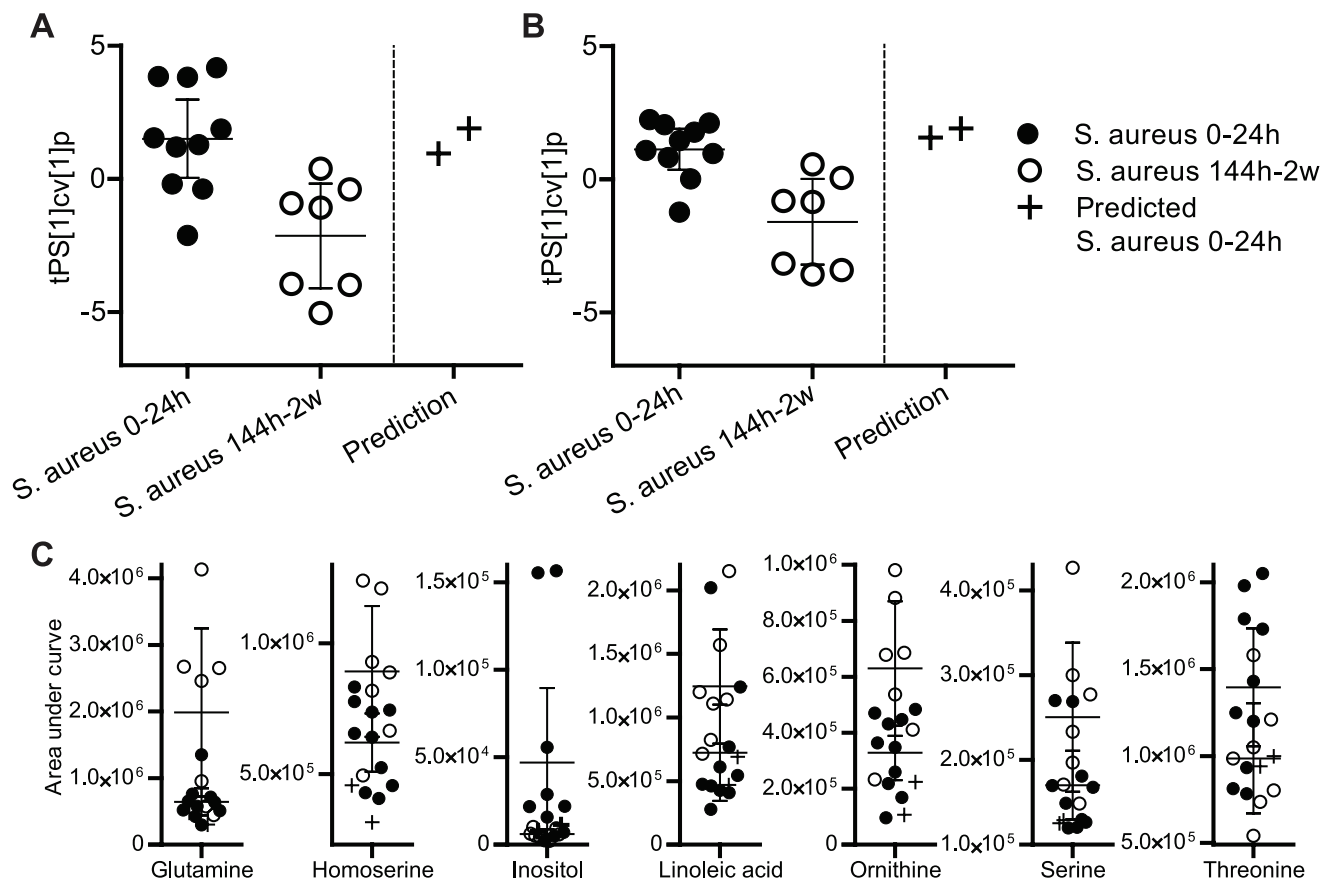 A
5
0
-5
tPS[1]cv[1]p
S. aureus 0-24h
S. aureus 144h-2w
Prediction
B
5
0
-5
tPS[1]cv[1]p
S. aureus 0-24h
S. aureus 144h-2w
Prediction
S. aureus 0-24h
S. aureus 144h-2w
Predicted
S. aureus 0-24h
C
Area under curve
4.0×10⁶
3.0×10⁶
2.0×10⁶
1.0×10⁶
0
Glutamine
1.0×10⁶
5.0×10⁵
Homoserine
1.5×10⁵
1.0×10⁵
5.0×10⁴
0
Inositol
2.0×10⁶
1.5×10⁶
1.0×10⁶
5.0×10⁵
0
Linoleic acid
1.0×10⁶
8.0×10⁵
6.0×10⁵
4.0×10⁵
2.0×10⁵
0
Ornithine
4.0×10⁵
3.0×10⁵
2.0×10⁵
1.0×10⁵
Serine
2.0×10⁶
1.5×10⁶
1.0×10⁶
5.0×10⁵
Threonine